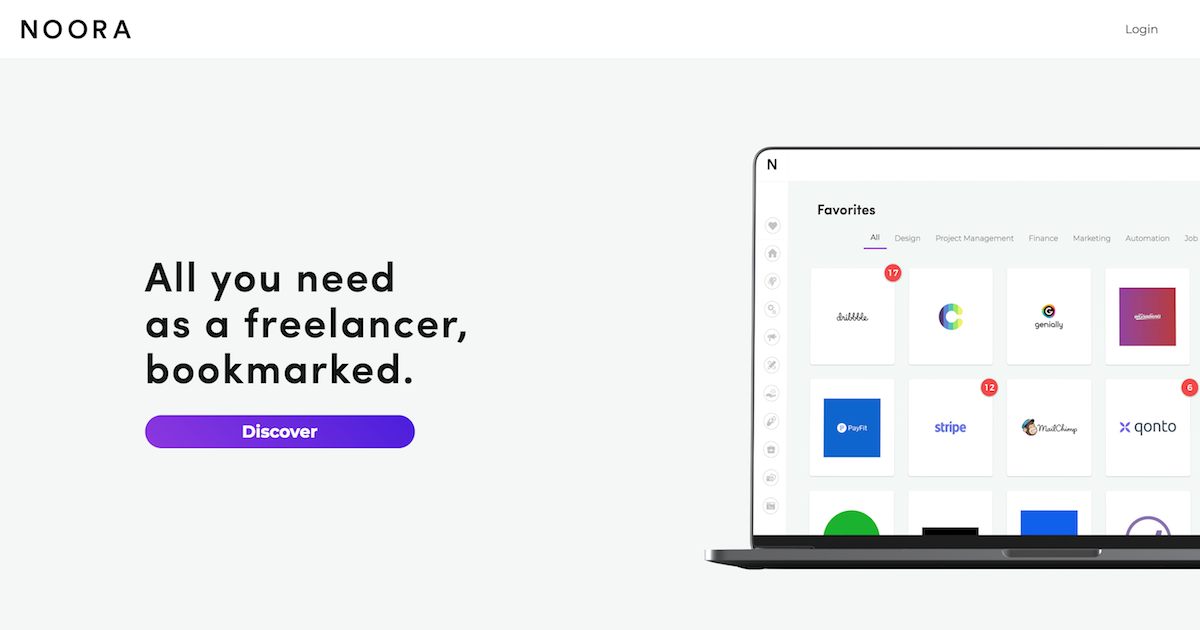 NOORA
Login
All you need
as a freelancer,
bookmarked.
Discover
N
Favorites
All Design Project Management Finance Marketing Automation Job
17
dribbble
G
genially
12
6
PayFit
stripe
MailChimp
qonto